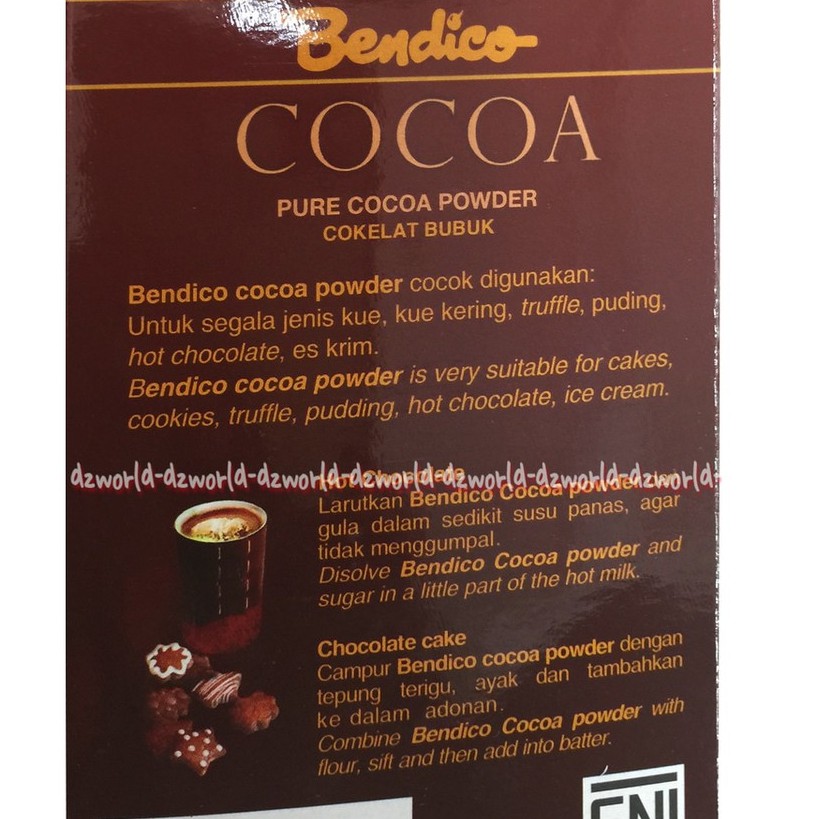 Bendico
COCOA
PURE COCOA POWDER
COKELAT BUBUK
Bendico cocoa powder cocok digunakan:
Untuk segala jenis kue, kue kering, truffle, puding,
hot chocolate, es krim.
Bendico cocoa powder is very suitable for cakes,
cookies, truffle, pudding, hot chocolate, ice cream.
dzworld-dzworld-dzworld-dzworld-dzworld-dzworld-dzworld-
Hot Chocolate
Larutkan Bendico Cocoa powder
gula dalam sedikit susu panas, agar
tidak menggumpal.
Disolve Bendico Cocoa powder and
sugar in a little part of the hot milk.
Chocolate cake
Campur Bendico cocoa powder dengan
tepung terigu, ayak dan tambahkan
ke dalam adonan.
Combine Bendico Cocoa powder with
flour, sift and then add into batter.